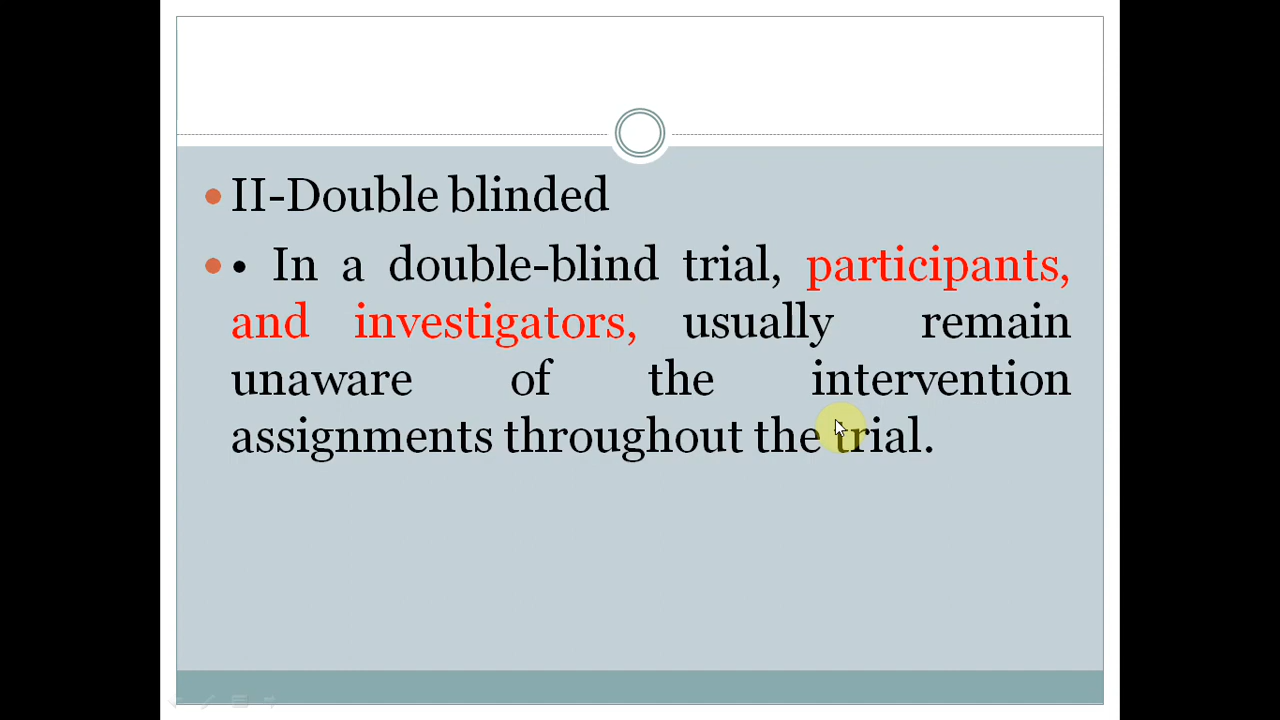 II-Double blinded
• In a double-blind trial, participants,
and investigators, usually remain
unaware of the intervention
assignments throughout the trial.